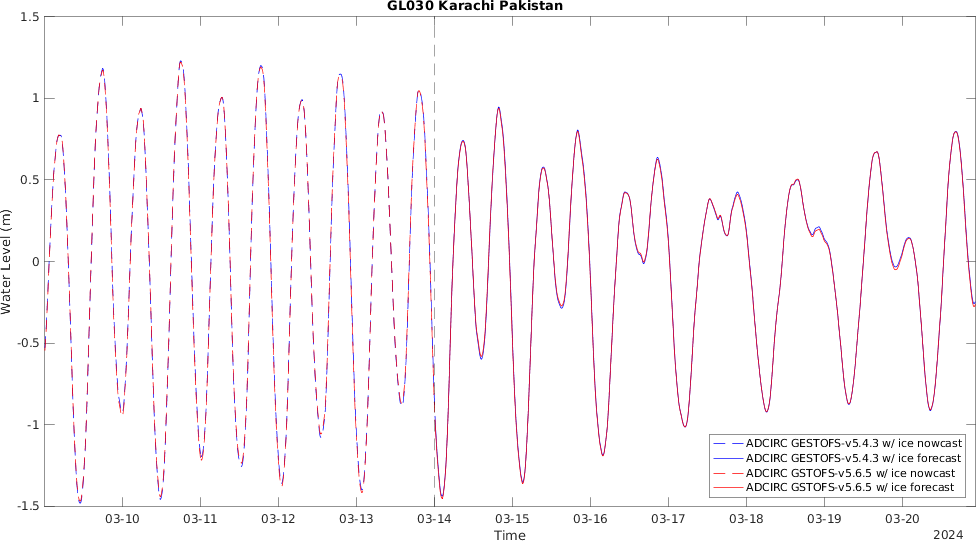 GL030 Karachi Pakistan
1.5
1
0.5
0
-0.5
-1
-1.5
Water Level (m)
ADCIRC GESTOFS-v5.4.3 w/ ice nowcast
ADCIRC GESTOFS-v5.4.3 w/ ice forecast
ADCIRC GSTOFS-v5.6.5 w/ ice nowcast
ADCIRC GSTOFS-v5.6.5 w/ ice forecast
03-10 03-11 03-12 03-13 03-14 03-15 03-16 03-17 03-18 03-19 03-20
Time
2024